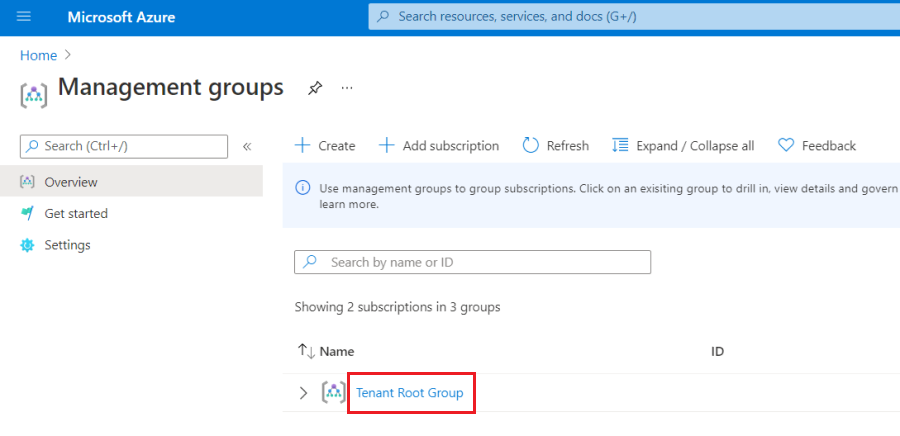 Microsoft Azure
Search resources, services, and docs (G+/)
Home
Management groups
Search (Ctrl+/)
Create
Add subscription
Refresh
Expand / Collapse all
Feedback
Overview
Get started
Settings
Use management groups to group subscriptions. Click on an exisiting group to drill in, view details and govern
learn more.
Search by name or ID
Showing 2 subscriptions in 3 groups
Name
ID
Tenant Root Group